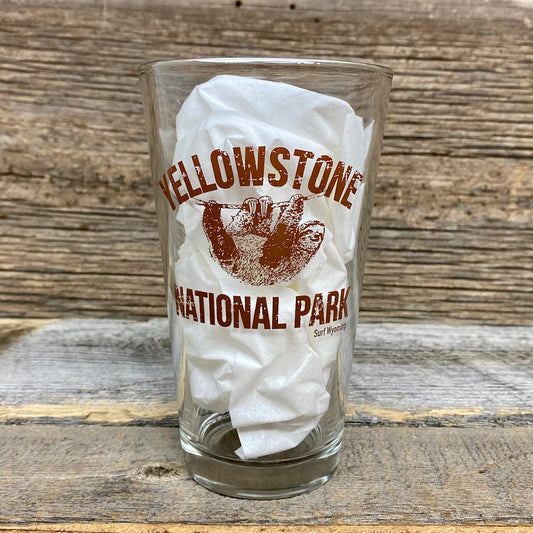 YELLOWSTONE
NATIONAL PARK
Surf Wyoming